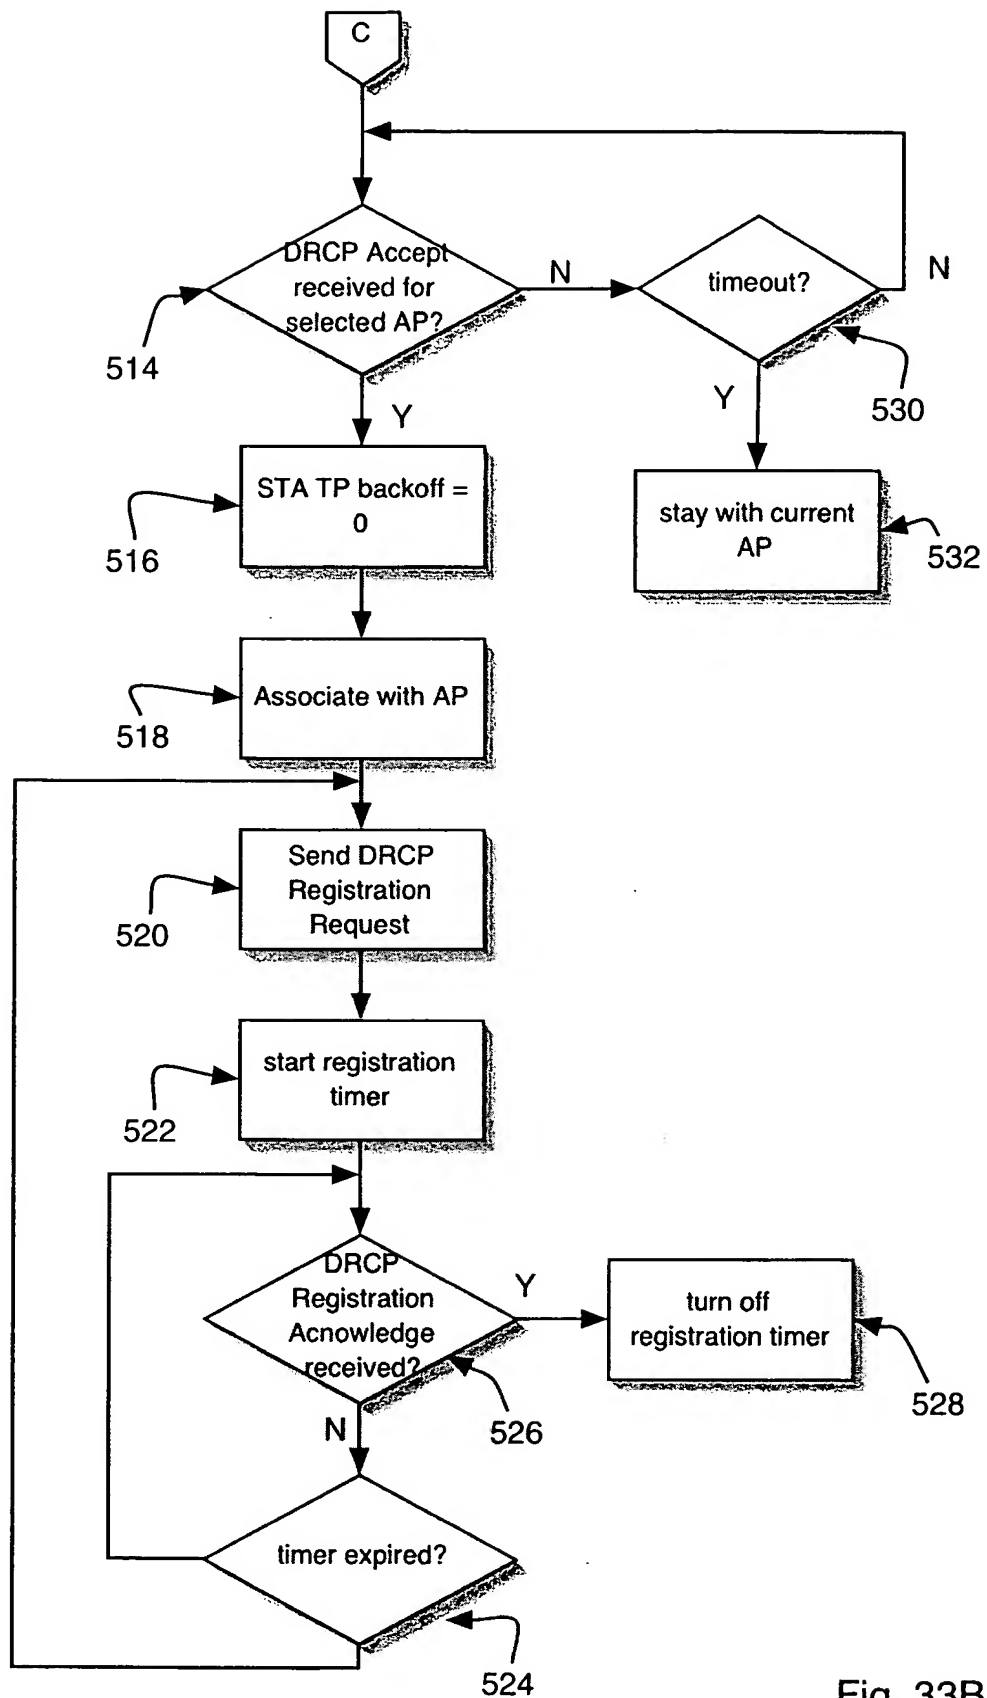 C
DRCP Accept
received for
selected AP?
N
timeout?
N
514
530
Y
Y
STA TP backoff =
0
stay with current
AP
516
532
Associate with AP
518
Send DRCP
Registration
Request
520
start registration
timer
522
DRCP
Registration
Acnowledge
received?
Y
turn off
registration timer
526
528
N
timer expired?
524
Fig. 33B